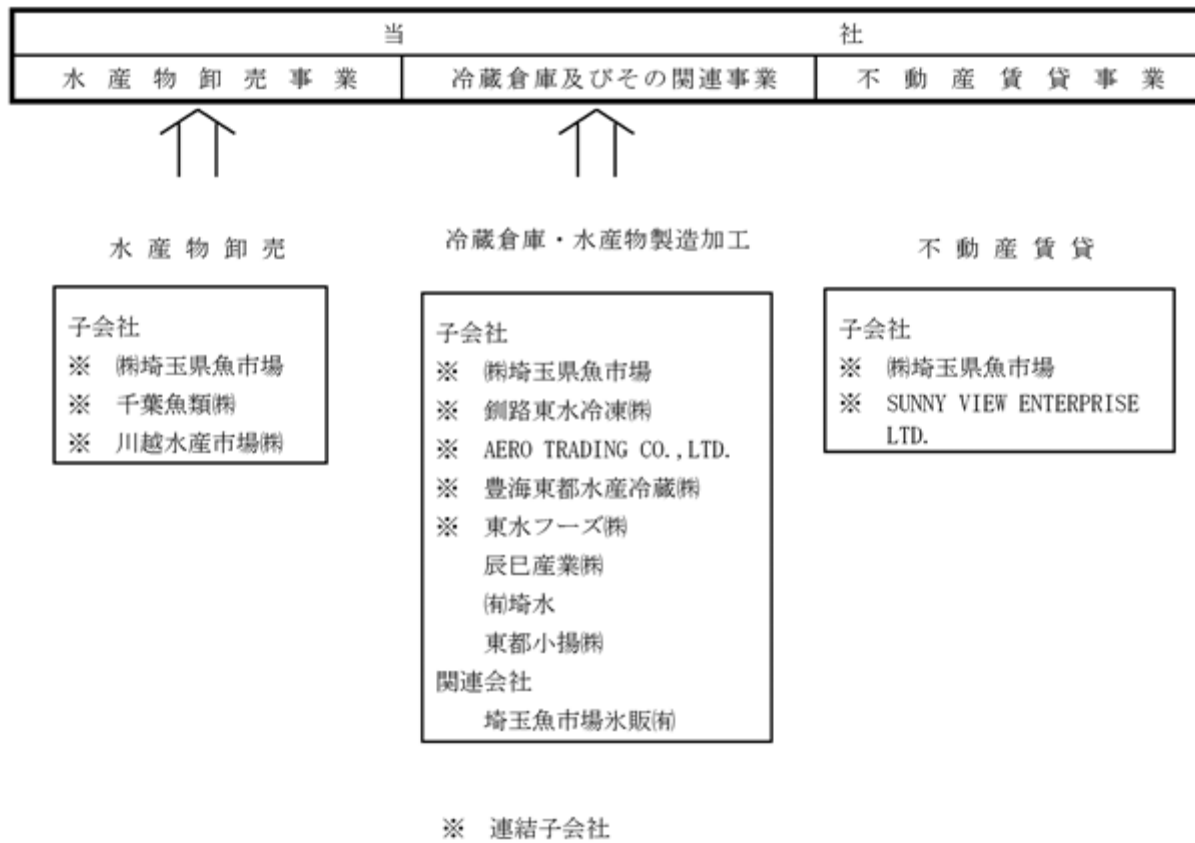 当社
水産物卸売事業 冷蔵倉庫及びその関連事業 不動産賃貸事業
水産物卸売
子会社
※ ㈱埼玉県魚市場
※ 千葉魚類㈱
※ 川越水産市場㈱
冷蔵倉庫・水産物製造加工
子会社
※ ㈱埼玉県魚市場
※ 釧路東水冷凍㈱
※ AERO TRADING CO.,LTD.
※ 豊海東都水産冷蔵㈱
※ 東水フーズ㈱
辰巳産業㈱
㈲埼水
東都小揚㈱
関連会社
埼玉魚市場氷販㈲
不動産賃貸
子会社
※ ㈱埼玉県魚市場
※ SUNNY VIEW ENTERPRISE
LTD.
※ 連結子会社